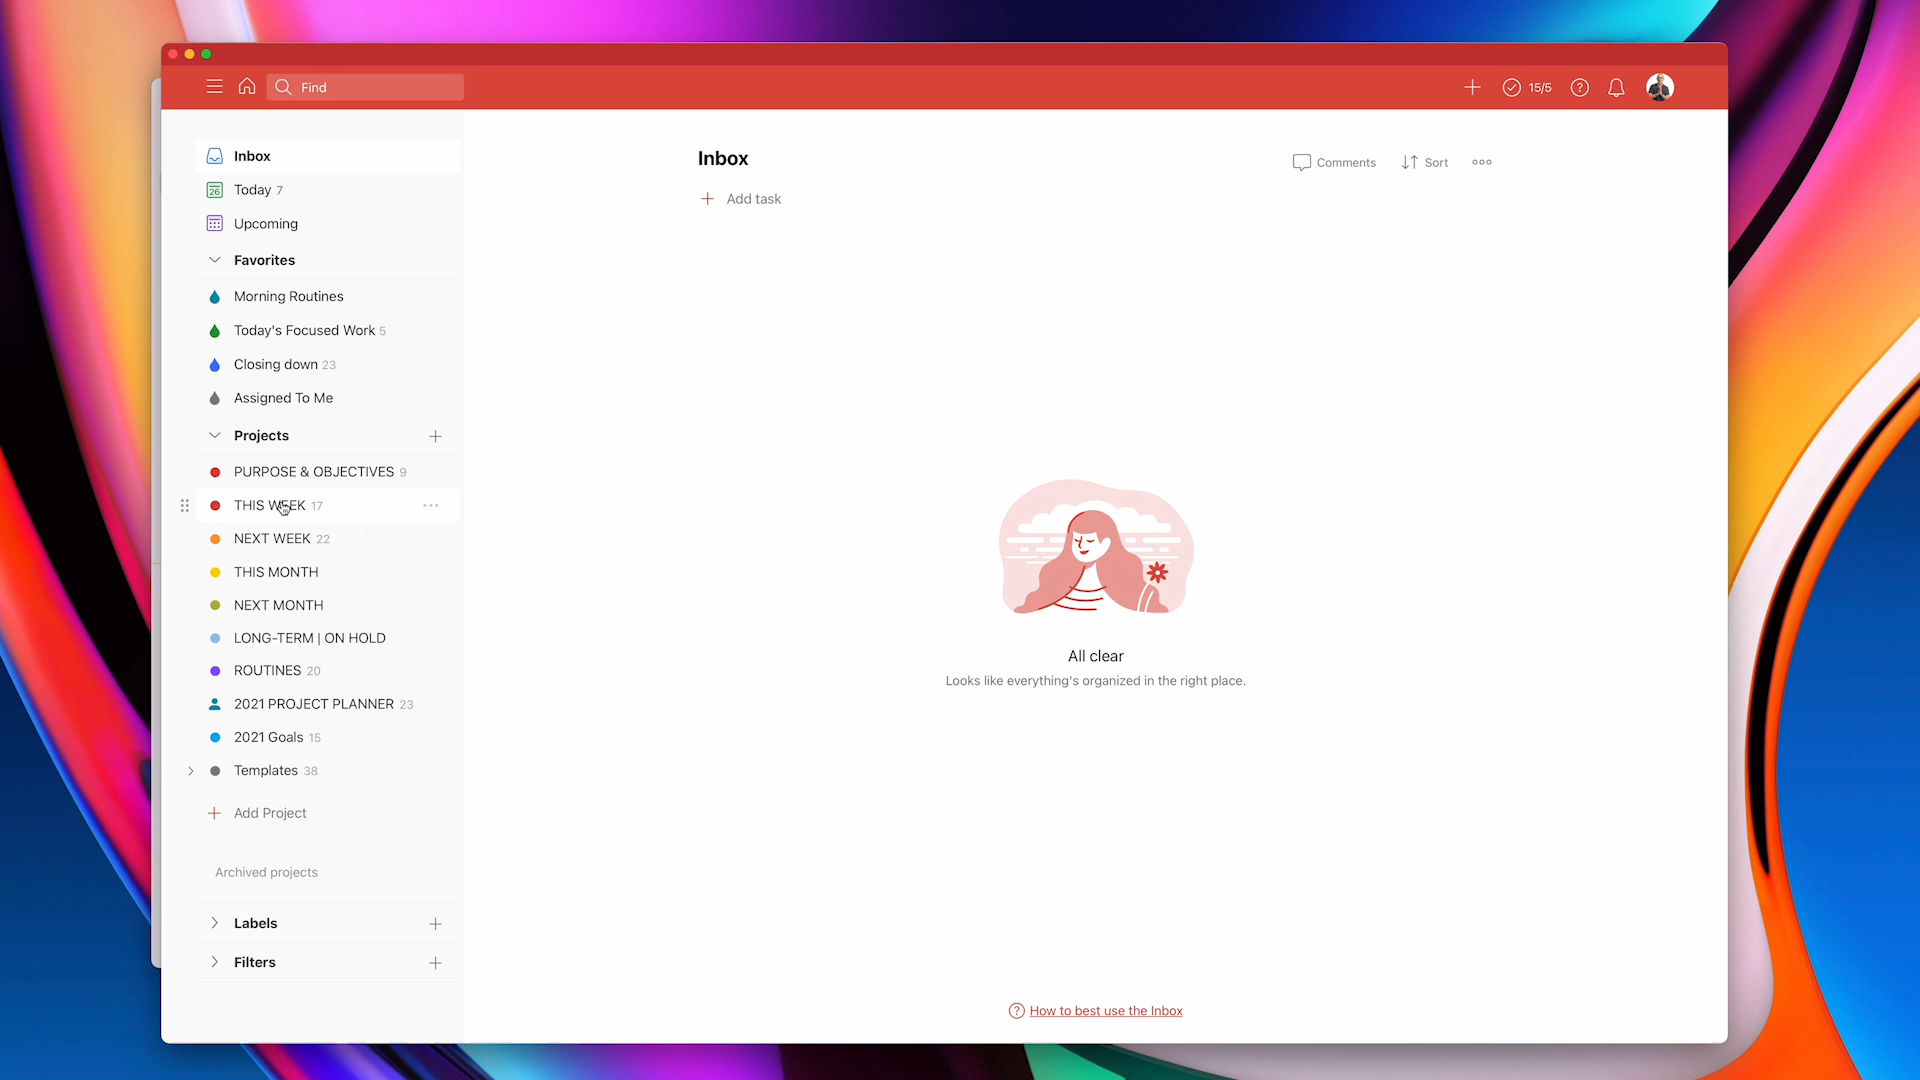 Find
15/5
Inbox
Today 7
Upcoming
Favorites
Morning Routines
Today's Focused Work 5
Closing down 23
Assigned To Me
Projects
PURPOSE & OBJECTIVES 9
THIS WEEK 17
NEXT WEEK 22
THIS MONTH
NEXT MONTH
LONG-TERM | ON HOLD
ROUTINES 20
2021 PROJECT PLANNER 23
2021 Goals 15
Templates 38
Add Project
Archived projects
Labels
Filters
Inbox
Comments
Sort
Add task
All clear
Looks like everything's organized in the right place.
How to best use the Inbox
26